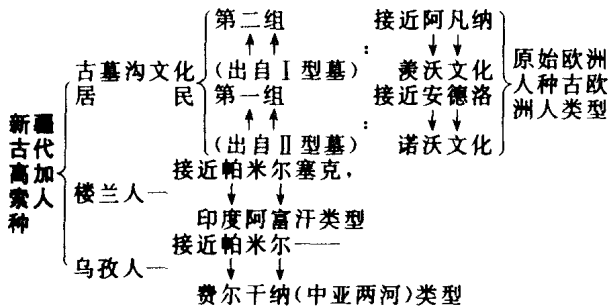 第二组
接近阿凡纳
古墓沟文化
(出自Ⅰ型墓)
:
羡沃文化
原始欧洲
居民
第一组
接近安德洛
人种古欧
:
洲人类型
(出自Ⅱ型墓)
诺沃文化
新疆
古代
高加
索人
种
接近帕米尔塞克,
楼兰人—
印度阿富汗类型
接近帕米尔——
乌孜人—
费尔干纳(中亚两河)类型